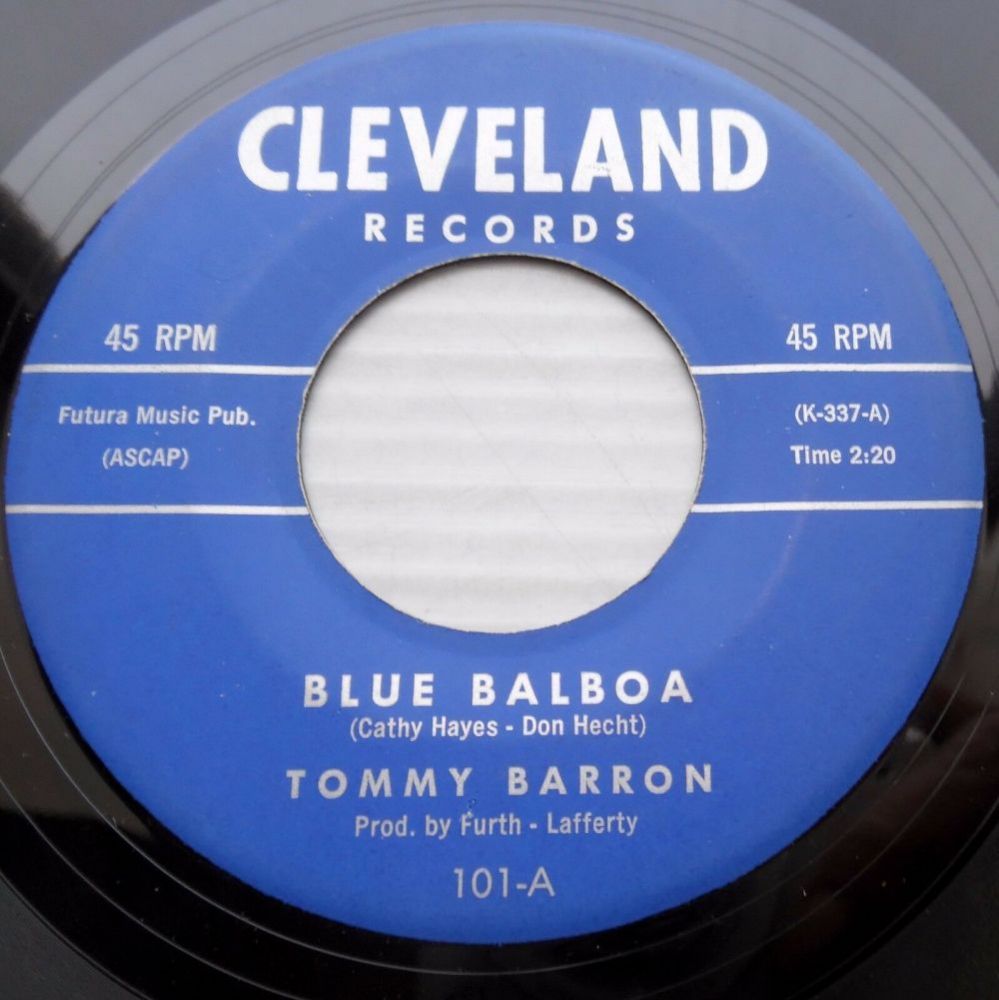 CLEVELAND
RECORDS
45 RPM
45 RPM
Futura Music Pub.
(ASCAP)
(K-337-A)
Time 2:20
BLUE BALBOA
(Cathy Hayes - Don Hecht)
TOMMY BARRON
Prod. by Furth - Lafferty
101-A